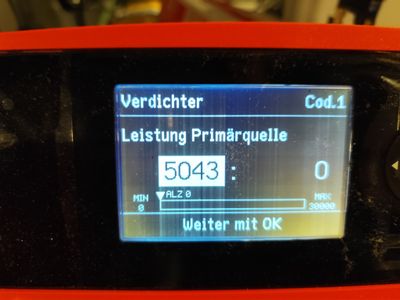 Verdichter Cod.1
Leistung Primärquelle
5043 : 0
ALZ 0
MIN MAX
0 30000
Weiter mit OK